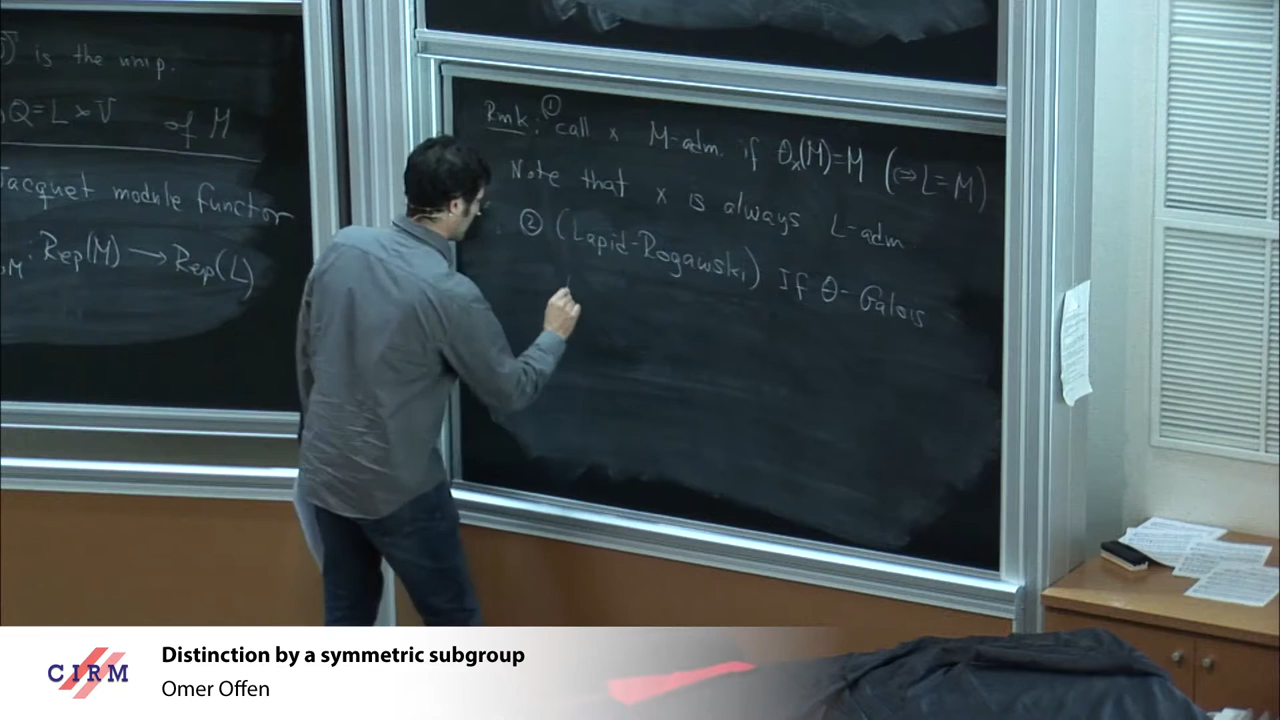 is the unip.
Q=L⋉V of M
Jacquet module functor
M: Rep(M) → Rep(L)
Rmk: ① call x M-adm. if θₓ(M)=M (⇔ L=M)
Note that x is always L-adm.
② (Lapid-Rogawski) If θ- Galois
CIRM
Distinction by a symmetric subgroup
Omer Offen